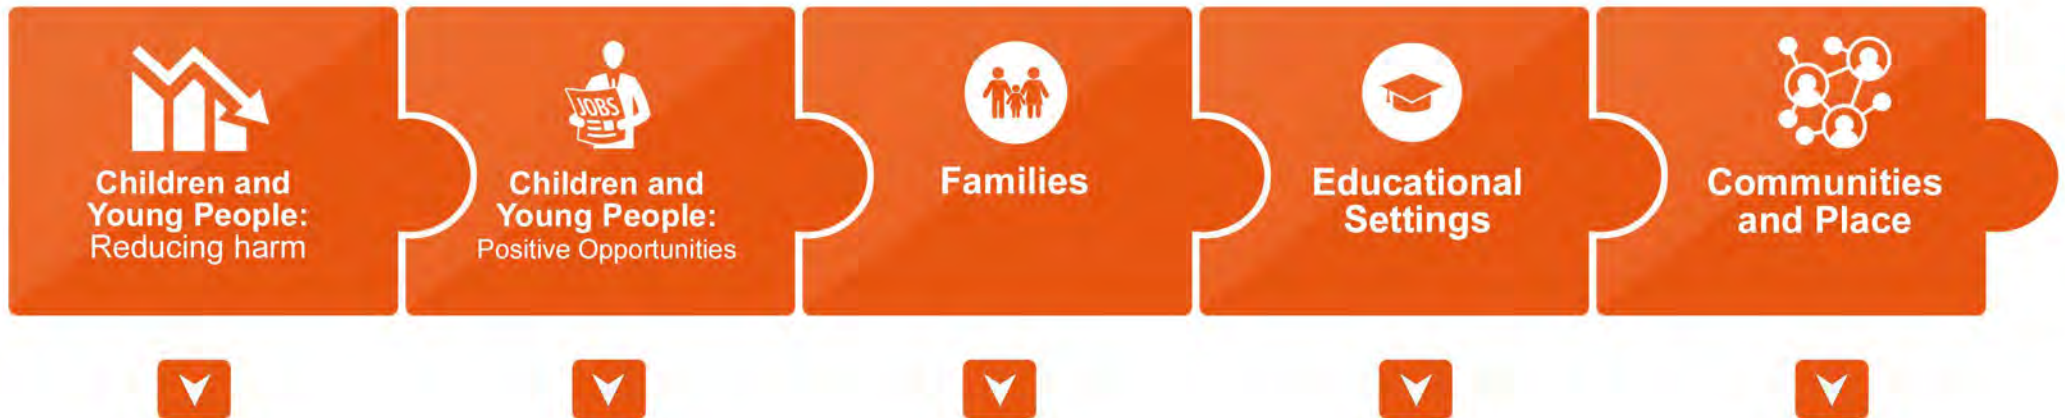 Children and
Young People:
Reducing harm
JOBS
Children and
Young People:
Positive Opportunities
Families
Educational
Settings
Communities
and Place